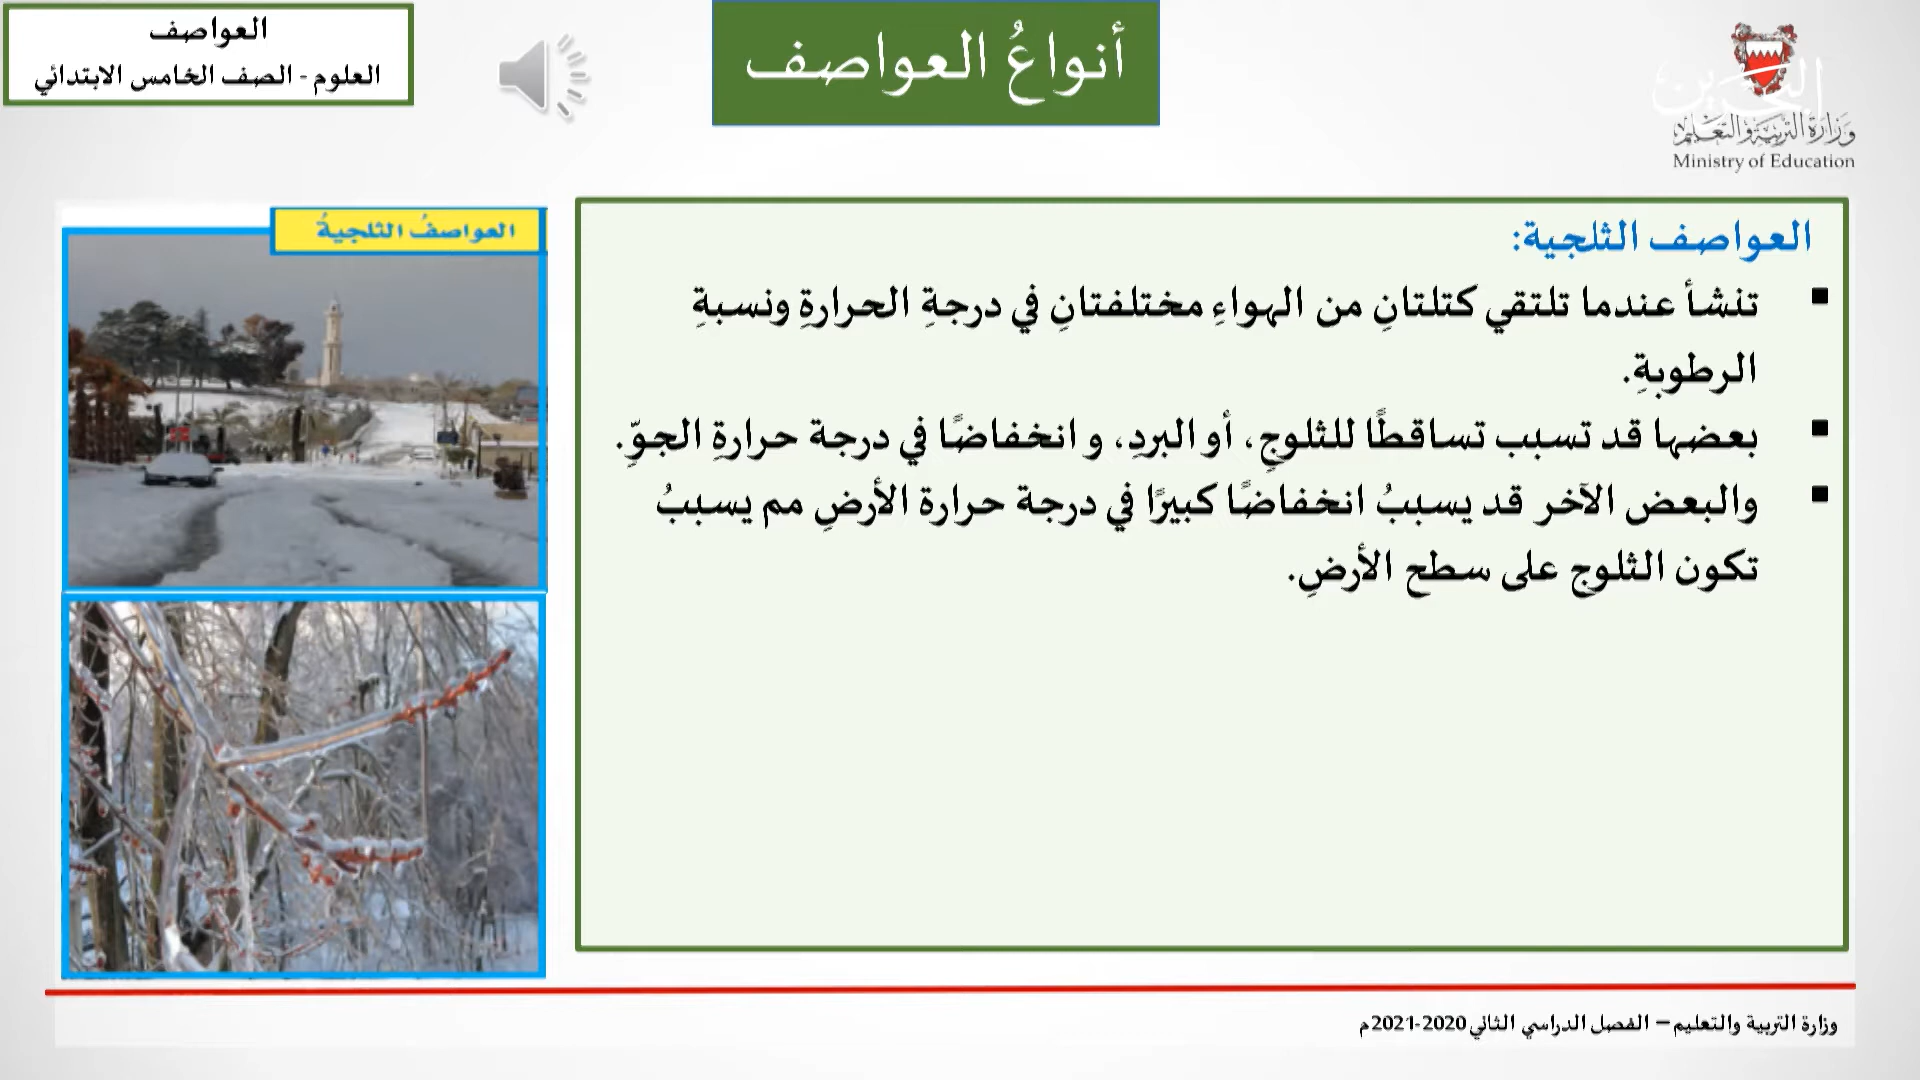 العواصف
العلوم - الصف الخامس الابتدائي
أنواعُ العواصف
البحرين
وزارة التربية والتعليم
Ministry of Education
العواصفُ الثلجيةُ
العواصف الثلجية:
▪ تنشأ عندما تلتقي كتلتانِ من الهواءِ مختلفتانِ في درجةِ الحرارةِ ونسبةِ
الرطوبةِ.
▪ بعضها قد تسبب تساقطًا للثلوجِ، أو البردِ، وانخفاضًا في درجة حرارةِ الجوِّ.
▪ والبعض الآخر قد يسببُ انخفاضًا كبيرًا في درجة حرارة الأرضِ مم يسببُ
تكون الثلوج على سطح الأرضِ.
وزارة التربية والتعليم – الفصل الدراسي الثاني 2020-2021م